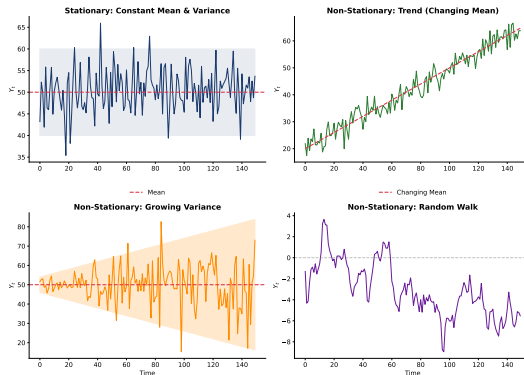 Stationary: Constant Mean & Variance
Yₜ
65
60
55
50
45
40
35
0 20 40 60 80 100 120 140
Mean
Non-Stationary: Trend (Changing Mean)
Yₜ
60
50
40
30
20
0 20 40 60 80 100 120 140
Changing Mean
Non-Stationary: Growing Variance
Yₜ
80
70
60
50
40
30
20
0 20 40 60 80 100 120 140
Time
Non-Stationary: Random Walk
Yₜ
4
2
0
−2
−4
−6
−8
0 20 40 60 80 100 120 140
Time